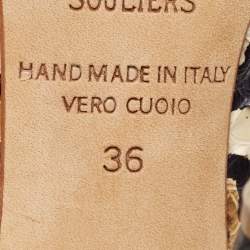 SOULIERS
HAND MADE IN ITALY
VERO CUOIO
36